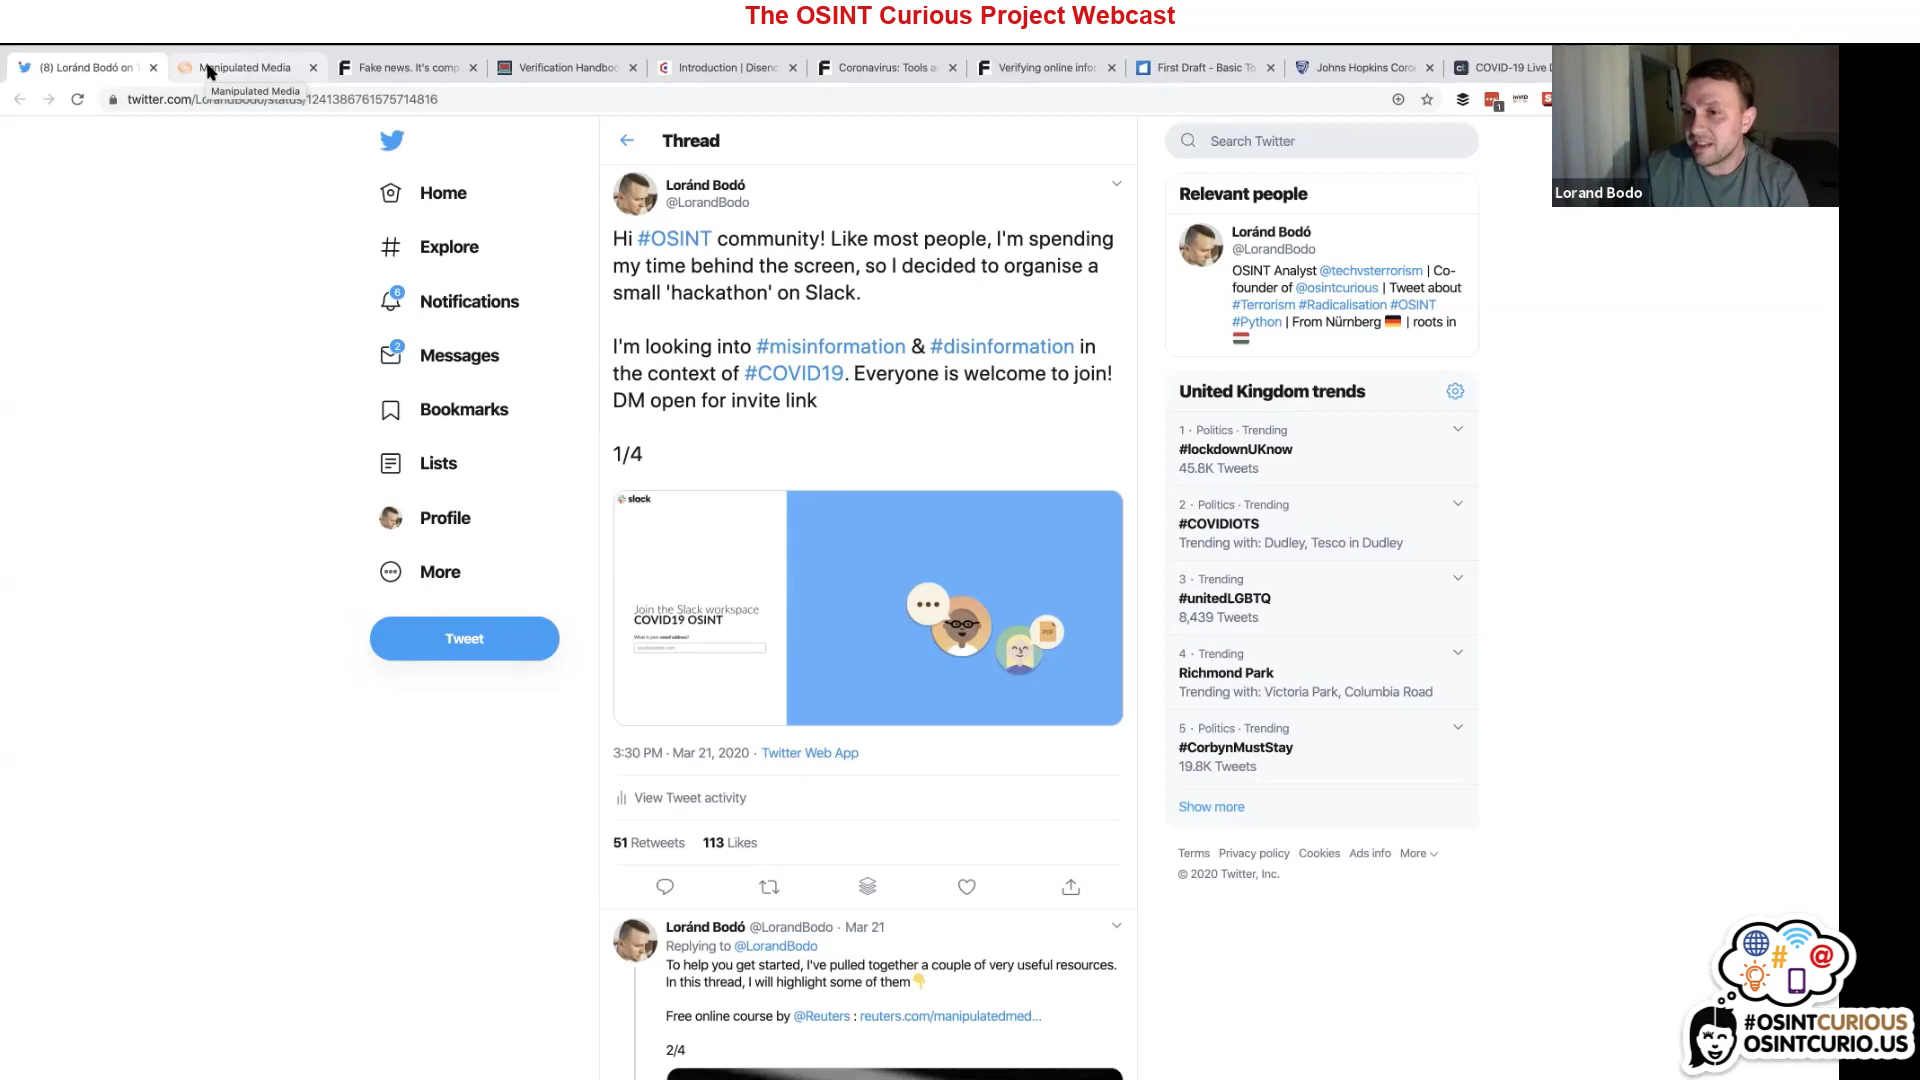 The OSINT Curious Project Webcast
(8) Loránd Bodó on
Manipulated Media
Fake news. It's comp
Verification Handboo
Introduction | Disenc
Coronavirus: Tools a
Verifying online infor
First Draft - Basic To
Johns Hopkins Coro
COVID-19 Live
twitter.com/LorandBodo/status/1241386761575714816
Manipulated Media
Lorand Bodo
Home
Explore
6
Notifications
2
Messages
Bookmarks
Lists
Profile
More
Tweet
Thread
Loránd Bodó
@LorandBodo
Hi #OSINT community! Like most people, I'm spending
my time behind the screen, so I decided to organise a
small 'hackathon' on Slack.
I'm looking into #misinformation & #disinformation in
the context of #COVID19. Everyone is welcome to join!
DM open for invite link
1/4
slack
Join the Slack workspace
COVID19 OSINT
What is your email address?
PDF
3:30 PM · Mar 21, 2020 · Twitter Web App
View Tweet activity
51 Retweets 113 Likes
Loránd Bodó @LorandBodo · Mar 21
Replying to @LorandBodo
To help you get started, I've pulled together a couple of very useful resources.
In this thread, I will highlight some of them👇
Free online course by @Reuters : reuters.com/manipulatedmed...
2/4
Search Twitter
Relevant people
Loránd Bodó
@LorandBodo
OSINT Analyst @techvsterrorism | Co-
founder of @osintcurious | Tweet about
#Terrorism #Radicalisation #OSINT
#Python | From Nürnberg 🇩🇪 | roots in
🇭🇺
United Kingdom trends
1 · Politics · Trending
#lockdownUKnow
45.8K Tweets
2 · Politics · Trending
#COVIDIOTS
Trending with: Dudley, Tesco in Dudley
3 · Trending
#unitedLGBTQ
8,439 Tweets
4 · Trending
Richmond Park
Trending with: Victoria Park, Columbia Road
5 · Politics · Trending
#CorbynMustStay
19.8K Tweets
Show more
Terms Privacy policy Cookies Ads info More
© 2020 Twitter, Inc.
#OSINTCURIOUS
OSINTCURIO.US